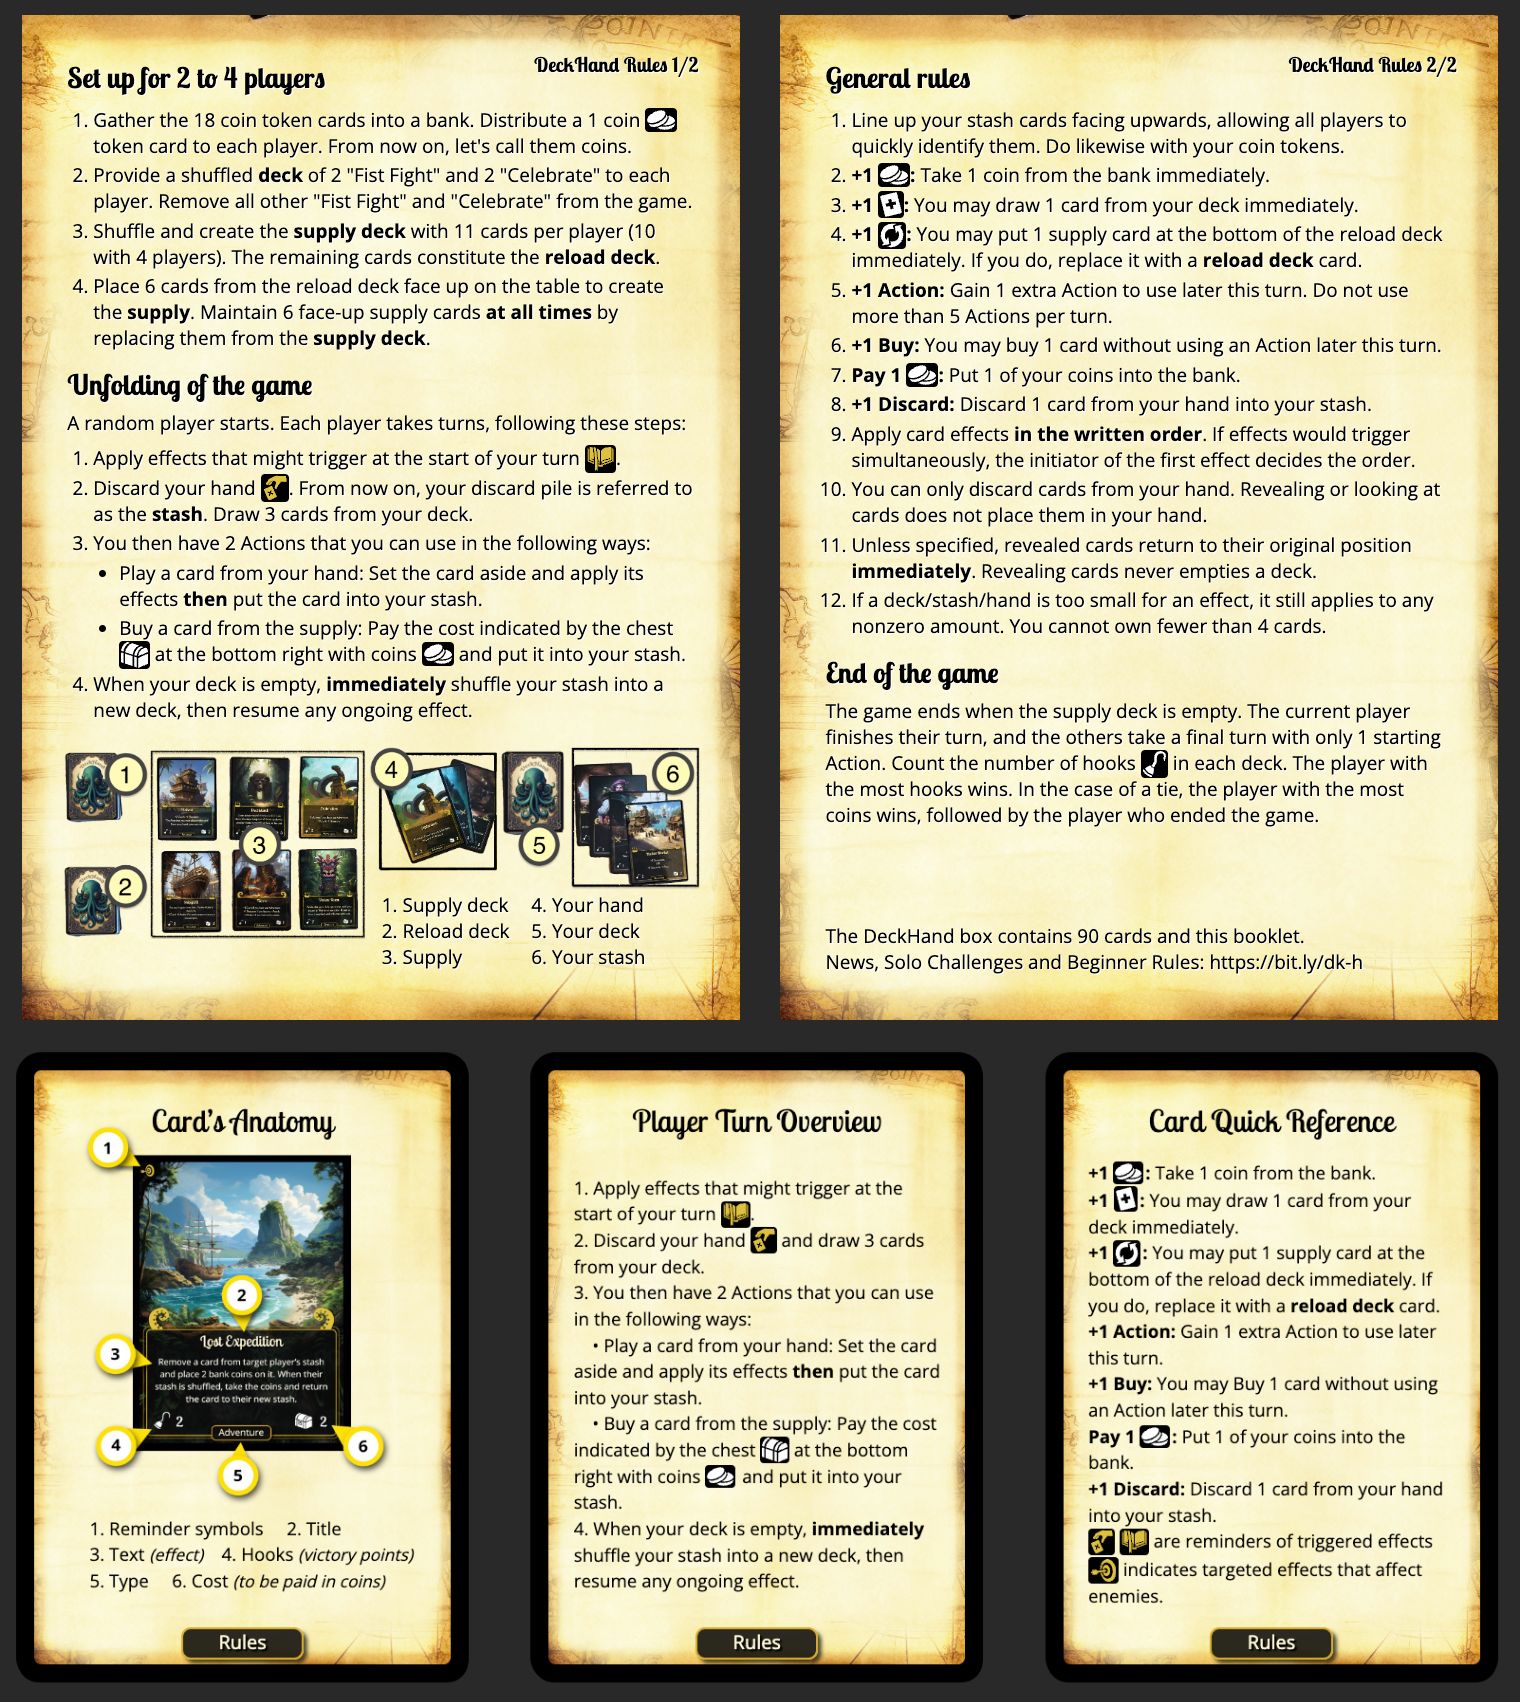 DeckHand Rules 1/2
Set up for 2 to 4 players
1. Gather the 18 coin token cards into a bank. Distribute a 1 coin
token card to each player. From now on, let's call them coins.
2. Provide a shuffled deck of 2 "Fist Fight" and 2 "Celebrate" to each
player. Remove all other "Fist Fight" and "Celebrate" from the game.
3. Shuffle and create the supply deck with 11 cards per player (10
with 4 players). The remaining cards constitute the reload deck.
4. Place 6 cards from the reload deck face up on the table to create
the supply. Maintain 6 face-up supply cards at all times by
replacing them from the supply deck.
Unfolding of the game
A random player starts. Each player takes turns, following these steps:
1. Apply effects that might trigger at the start of your turn .
2. Discard your hand . From now on, your discard pile is referred to
as the stash. Draw 3 cards from your deck.
3. You then have 2 Actions that you can use in the following ways:
• Play a card from your hand: Set the card aside and apply its
effects then put the card into your stash.
• Buy a card from the supply: Pay the cost indicated by the chest
at the bottom right with coins and put it into your stash.
4. When your deck is empty, immediately shuffle your stash into a
new deck, then resume any ongoing effect.
1
2
3
4
5
6
1. Supply deck 4. Your hand
2. Reload deck 5. Your deck
3. Supply 6. Your stash
DeckHand Rules 2/2
General rules
1. Line up your stash cards facing upwards, allowing all players to
quickly identify them. Do likewise with your coin tokens.
2. +1 : Take 1 coin from the bank immediately.
3. +1 : You may draw 1 card from your deck immediately.
4. +1 : You may put 1 supply card at the bottom of the reload deck
immediately. If you do, replace it with a reload deck card.
5. +1 Action: Gain 1 extra Action to use later this turn. Do not use
more than 5 Actions per turn.
6. +1 Buy: You may buy 1 card without using an Action later this turn.
7. Pay 1 : Put 1 of your coins into the bank.
8. +1 Discard: Discard 1 card from your hand into your stash.
9. Apply card effects in the written order. If effects would trigger
simultaneously, the initiator of the first effect decides the order.
10. You can only discard cards from your hand. Revealing or looking at
cards does not place them in your hand.
11. Unless specified, revealed cards return to their original position
immediately. Revealing cards never empties a deck.
12. If a deck/stash/hand is too small for an effect, it still applies to any
nonzero amount. You cannot own fewer than 4 cards.
End of the game
The game ends when the supply deck is empty. The current player
finishes their turn, and the others take a final turn with only 1 starting
Action. Count the number of hooks in each deck. The player with
the most hooks wins. In the case of a tie, the player with the most
coins wins, followed by the player who ended the game.
The DeckHand box contains 90 cards and this booklet.
News, Solo Challenges and Beginner Rules: https://bit.ly/dk-h
Card's Anatomy
1
2
Lost Expedition
3
Remove a card from target player's stash
and place 2 bank coins on it. When their
stash is shuffled, take the coins and return
the card to their new stash.
2 2
Adventure
4
5
6
1. Reminder symbols 2. Title
3. Text (effect) 4. Hooks (victory points)
5. Type 6. Cost (to be paid in coins)
Rules
Player Turn Overview
1. Apply effects that might trigger at the
start of your turn .
2. Discard your hand and draw 3 cards
from your deck.
3. You then have 2 Actions that you can use
in the following ways:
• Play a card from your hand: Set the card
aside and apply its effects then put the card
into your stash.
• Buy a card from the supply: Pay the cost
indicated by the chest at the bottom
right with coins and put it into your
stash.
4. When your deck is empty, immediately
shuffle your stash into a new deck, then
resume any ongoing effect.
Rules
Card Quick Reference
+1 : Take 1 coin from the bank.
+1 : You may draw 1 card from your
deck immediately.
+1 : You may put 1 supply card at the
bottom of the reload deck immediately. If
you do, replace it with a reload deck card.
+1 Action: Gain 1 extra Action to use later
this turn.
+1 Buy: You may Buy 1 card without using
an Action later this turn.
Pay 1 : Put 1 of your coins into the
bank.
+1 Discard: Discard 1 card from your hand
into your stash.
are reminders of triggered effects
indicates targeted effects that affect
enemies.
Rules